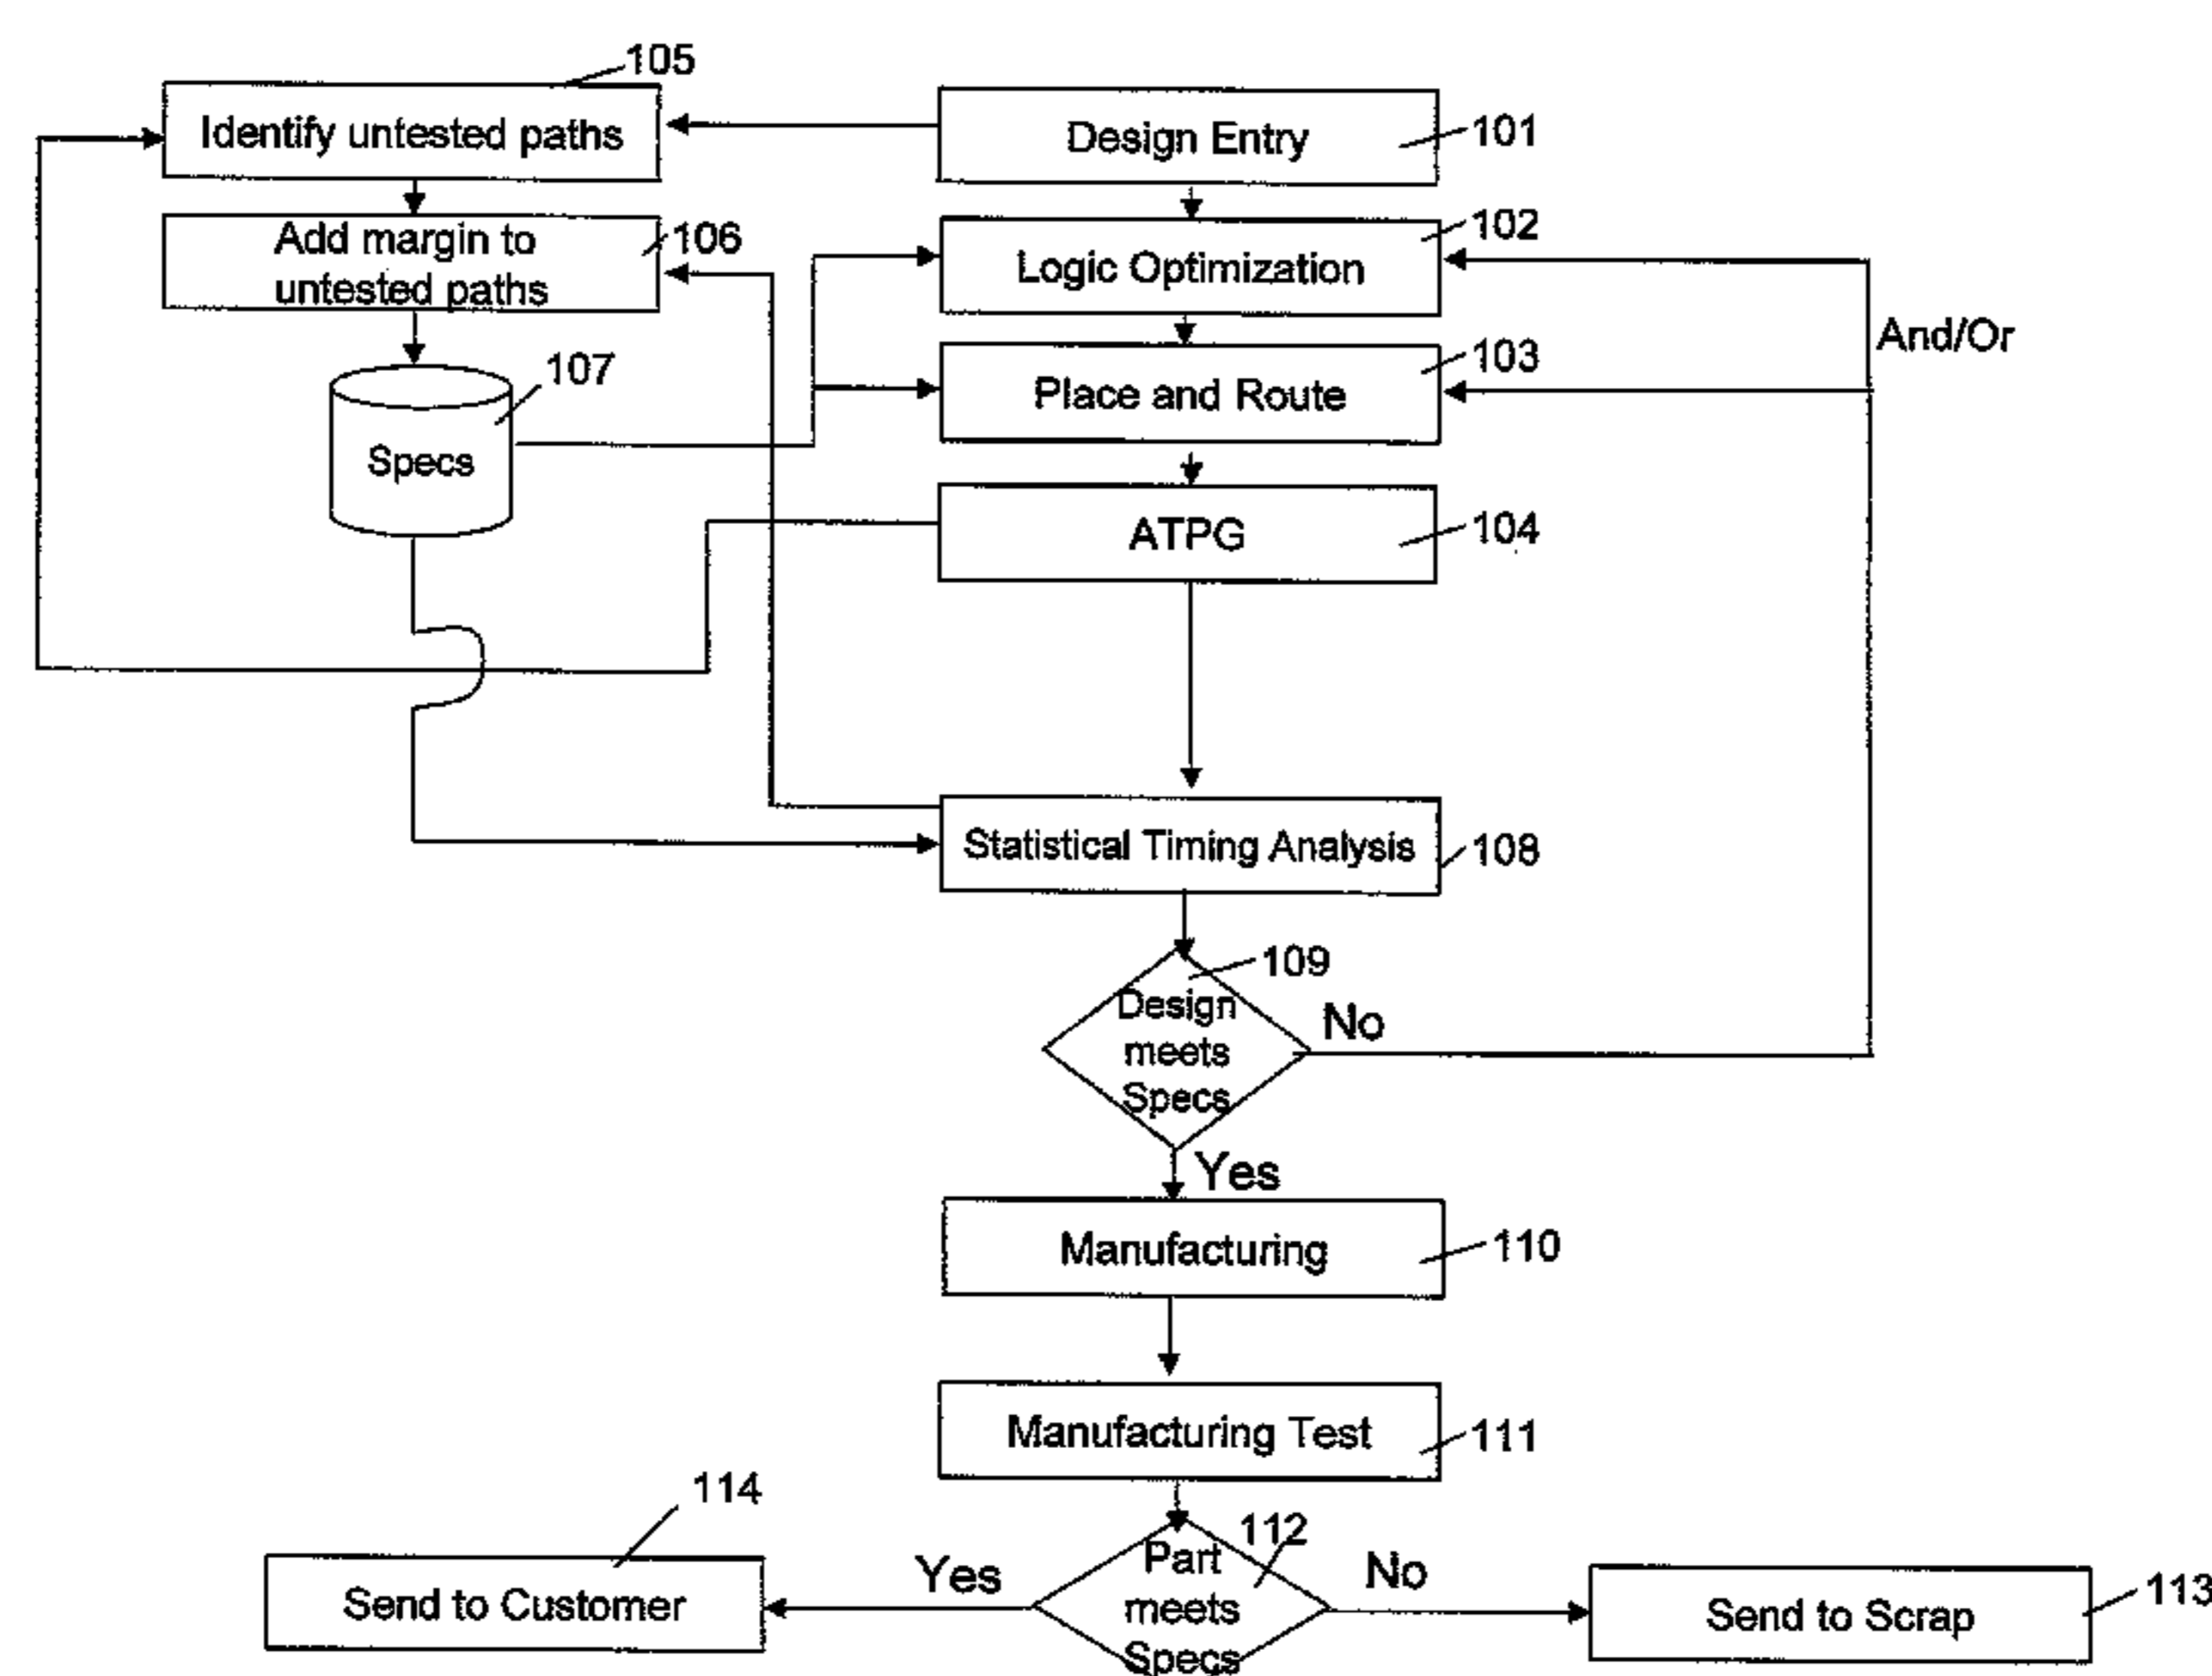 105
Identify untested paths
Design Entry
101
Add margin to
untested paths
106
Logic Optimization
102
And/Or
107
Specs
Place and Route
103
ATPG
104
Statistical Timing Analysis
108
109
Design
meets
Specs
No
Yes
Manufacturing
110
Manufacturing Test
111
114
Send to Customer
Yes
112
Part
meets
Specs
No
Send to Scrap
113